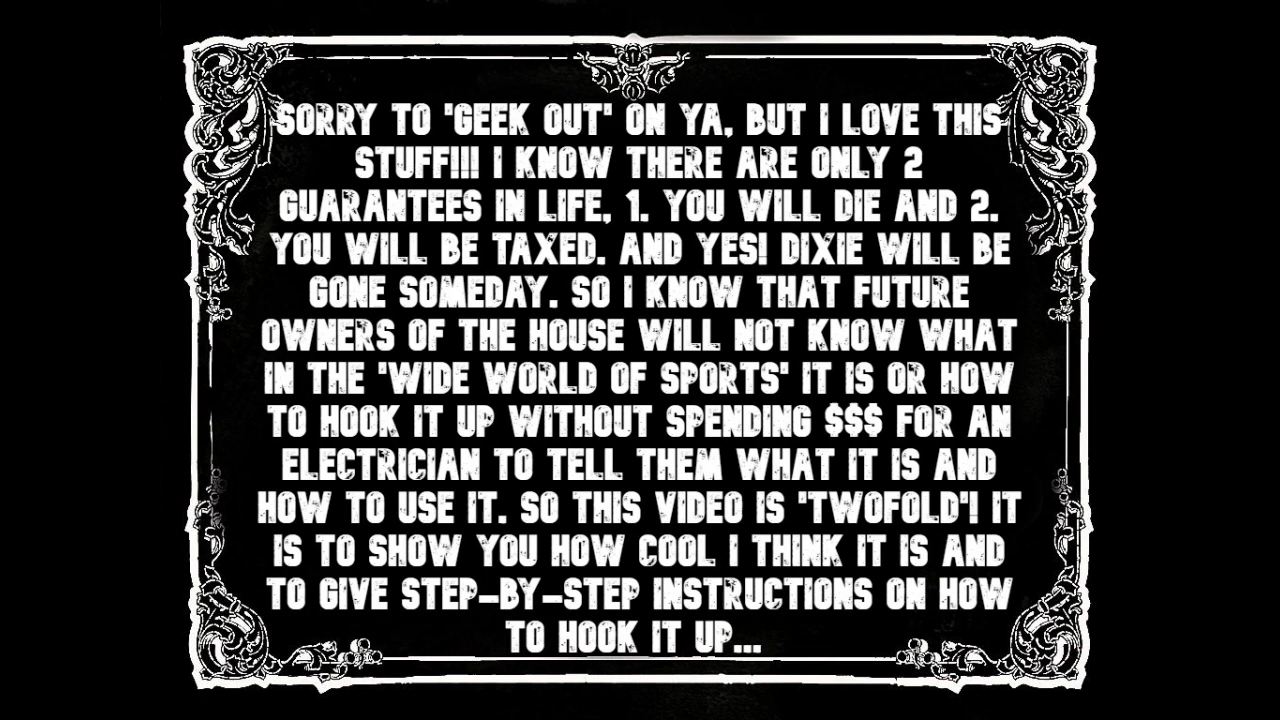 SORRY TO 'GEEK OUT' ON YA, BUT I LOVE THIS
STUFF!!! I KNOW THERE ARE ONLY 2
GUARANTEES IN LIFE, 1. YOU WILL DIE AND 2.
YOU WILL BE TAXED. AND YES! DIXIE WILL BE
GONE SOMEDAY. SO I KNOW THAT FUTURE
OWNERS OF THE HOUSE WILL NOT KNOW WHAT
IN THE 'WIDE WORLD OF SPORTS' IT IS OR HOW
TO HOOK IT UP WITHOUT SPENDING $$$ FOR AN
ELECTRICIAN TO TELL THEM WHAT IT IS AND
HOW TO USE IT. SO THIS VIDEO IS 'TWOFOLD'! IT
IS TO SHOW YOU HOW COOL I THINK IT IS AND
TO GIVE STEP-BY-STEP INSTRUCTIONS ON HOW
TO HOOK IT UP...